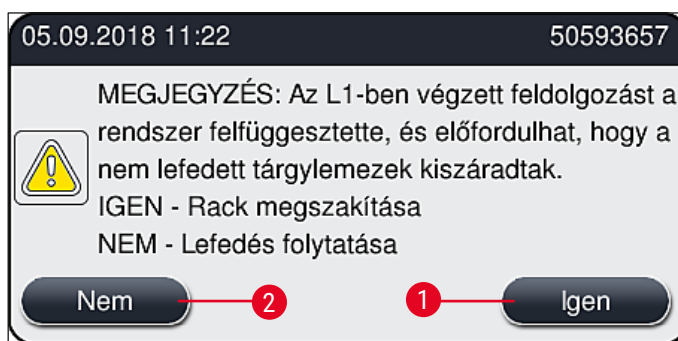 05.09.2018 11:22 50593657
MEGJEGYZÉS: Az L1-ben végzett feldolgozást a
rendszer felfüggesztette, és előfordulhat, hogy a
nem lefedett tárgylemezek kiszáradtak.
IGEN - Rack megszakítása
NEM - Lefedés folytatása
Nem 2 1 Igen